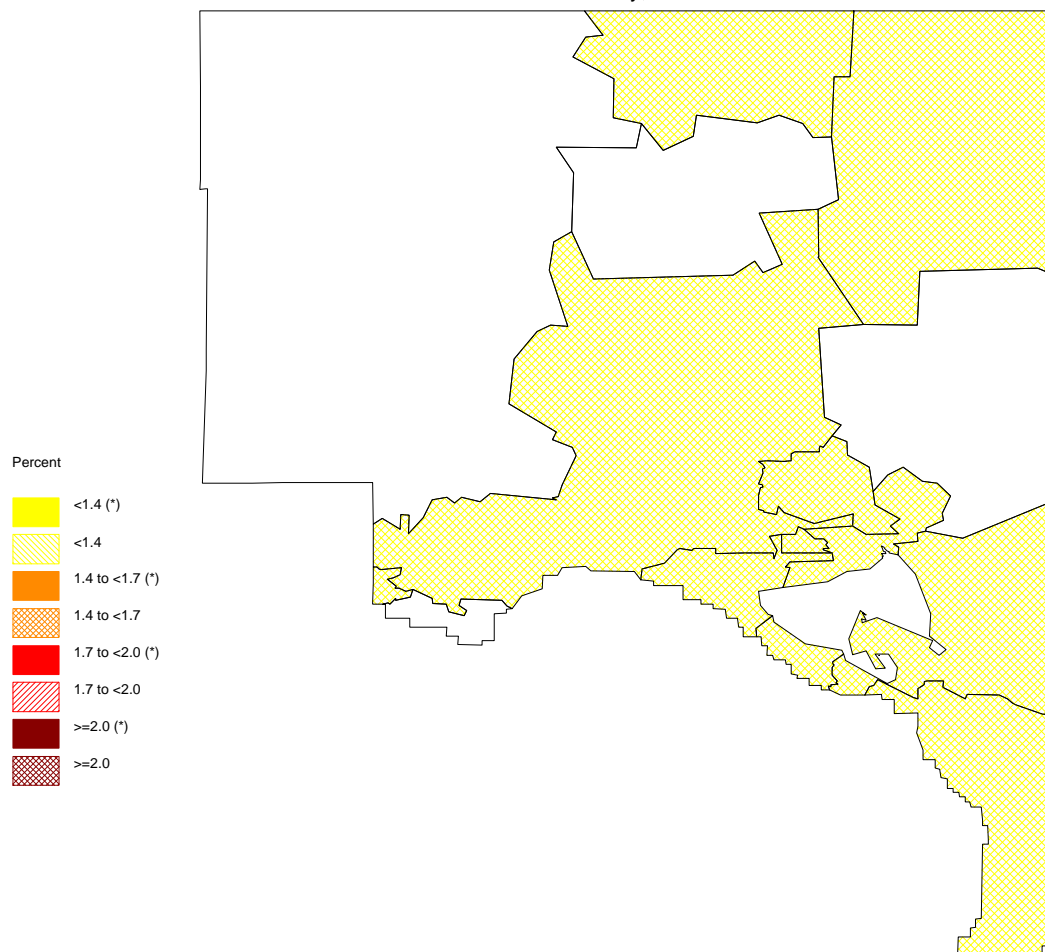 Percent
<1.4 (*)
<1.4
1.4 to <1.7 (*)
1.4 to <1.7
1.7 to <2.0 (*)
1.7 to <2.0
>=2.0 (*)
>=2.0